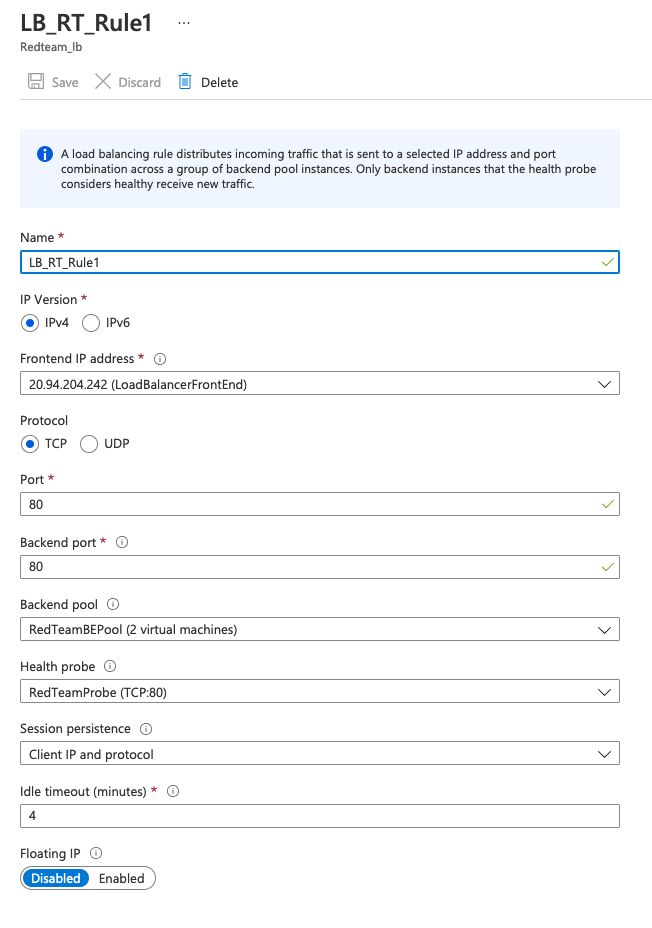 LB_RT_Rule1 ...
Redteam_lb
Save Discard Delete
A load balancing rule distributes incoming traffic that is sent to a selected IP address and port
combination across a group of backend pool instances. Only backend instances that the health probe
considers healthy receive new traffic.
Name *
LB_RT_Rule1
IP Version *
IPv4 IPv6
Frontend IP address *
20.94.204.242 (LoadBalancerFrontEnd)
Protocol
TCP UDP
Port *
80
Backend port *
80
Backend pool
RedTeamBEPool (2 virtual machines)
Health probe
RedTeamProbe (TCP:80)
Session persistence
Client IP and protocol
Idle timeout (minutes) *
4
Floating IP
Disabled Enabled